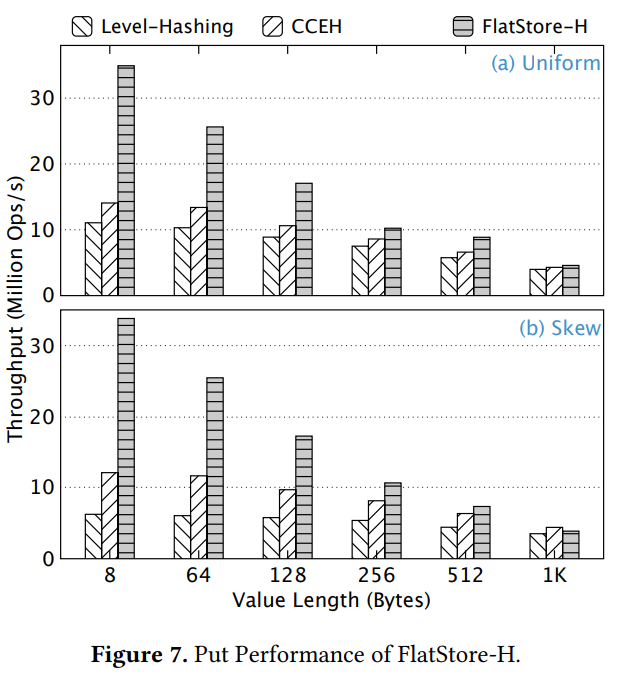 Level-Hashing CCEH FlatStore-H
(a) Uniform
30
20
10
0
(b) Skew
30
20
10
0
Throughput (Million Ops/s)
8 64 128 256 512 1K
Value Length (Bytes)
Figure 7. Put Performance of FlatStore-H.